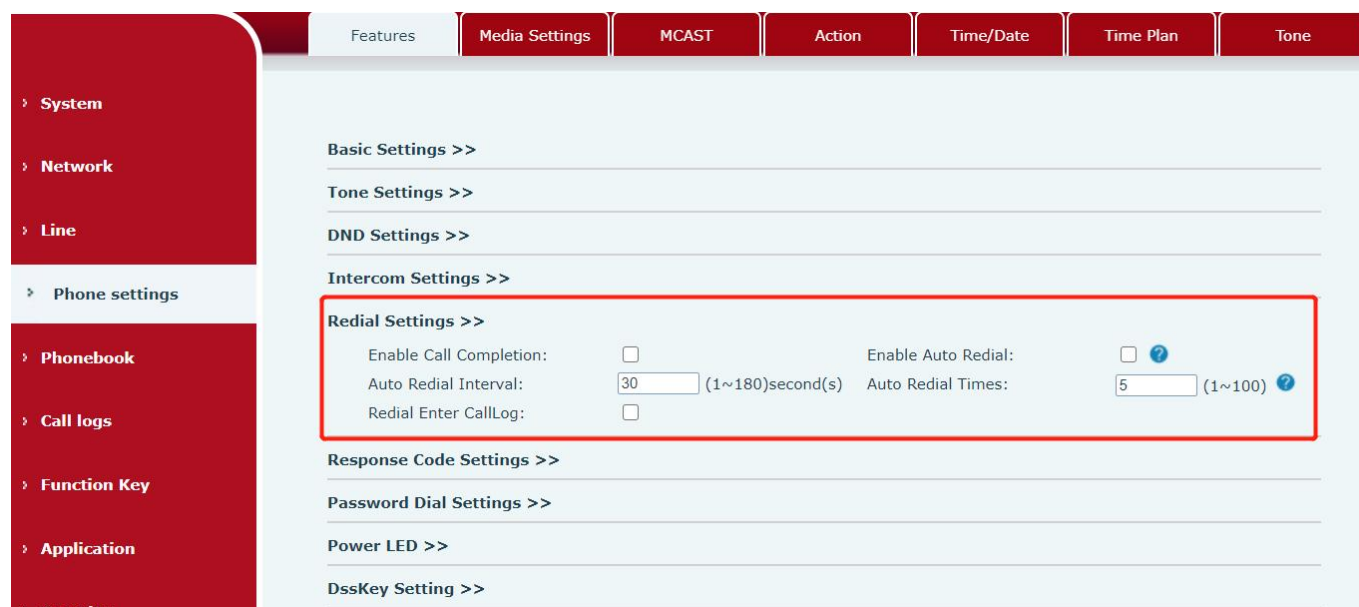 Features Media Settings MCAST Action Time/Date Time Plan Tone
System
Network
Line
Phone settings
Phonebook
Call logs
Function Key
Application
Basic Settings >>
Tone Settings >>
DND Settings >>
Intercom Settings >>
Redial Settings >>
Enable Call Completion: Enable Auto Redial: ?
Auto Redial Interval: 30 (1~180)second(s) Auto Redial Times: 5 (1~100) ?
Redial Enter CallLog:
Response Code Settings >>
Password Dial Settings >>
Power LED >>
DssKey Setting >>